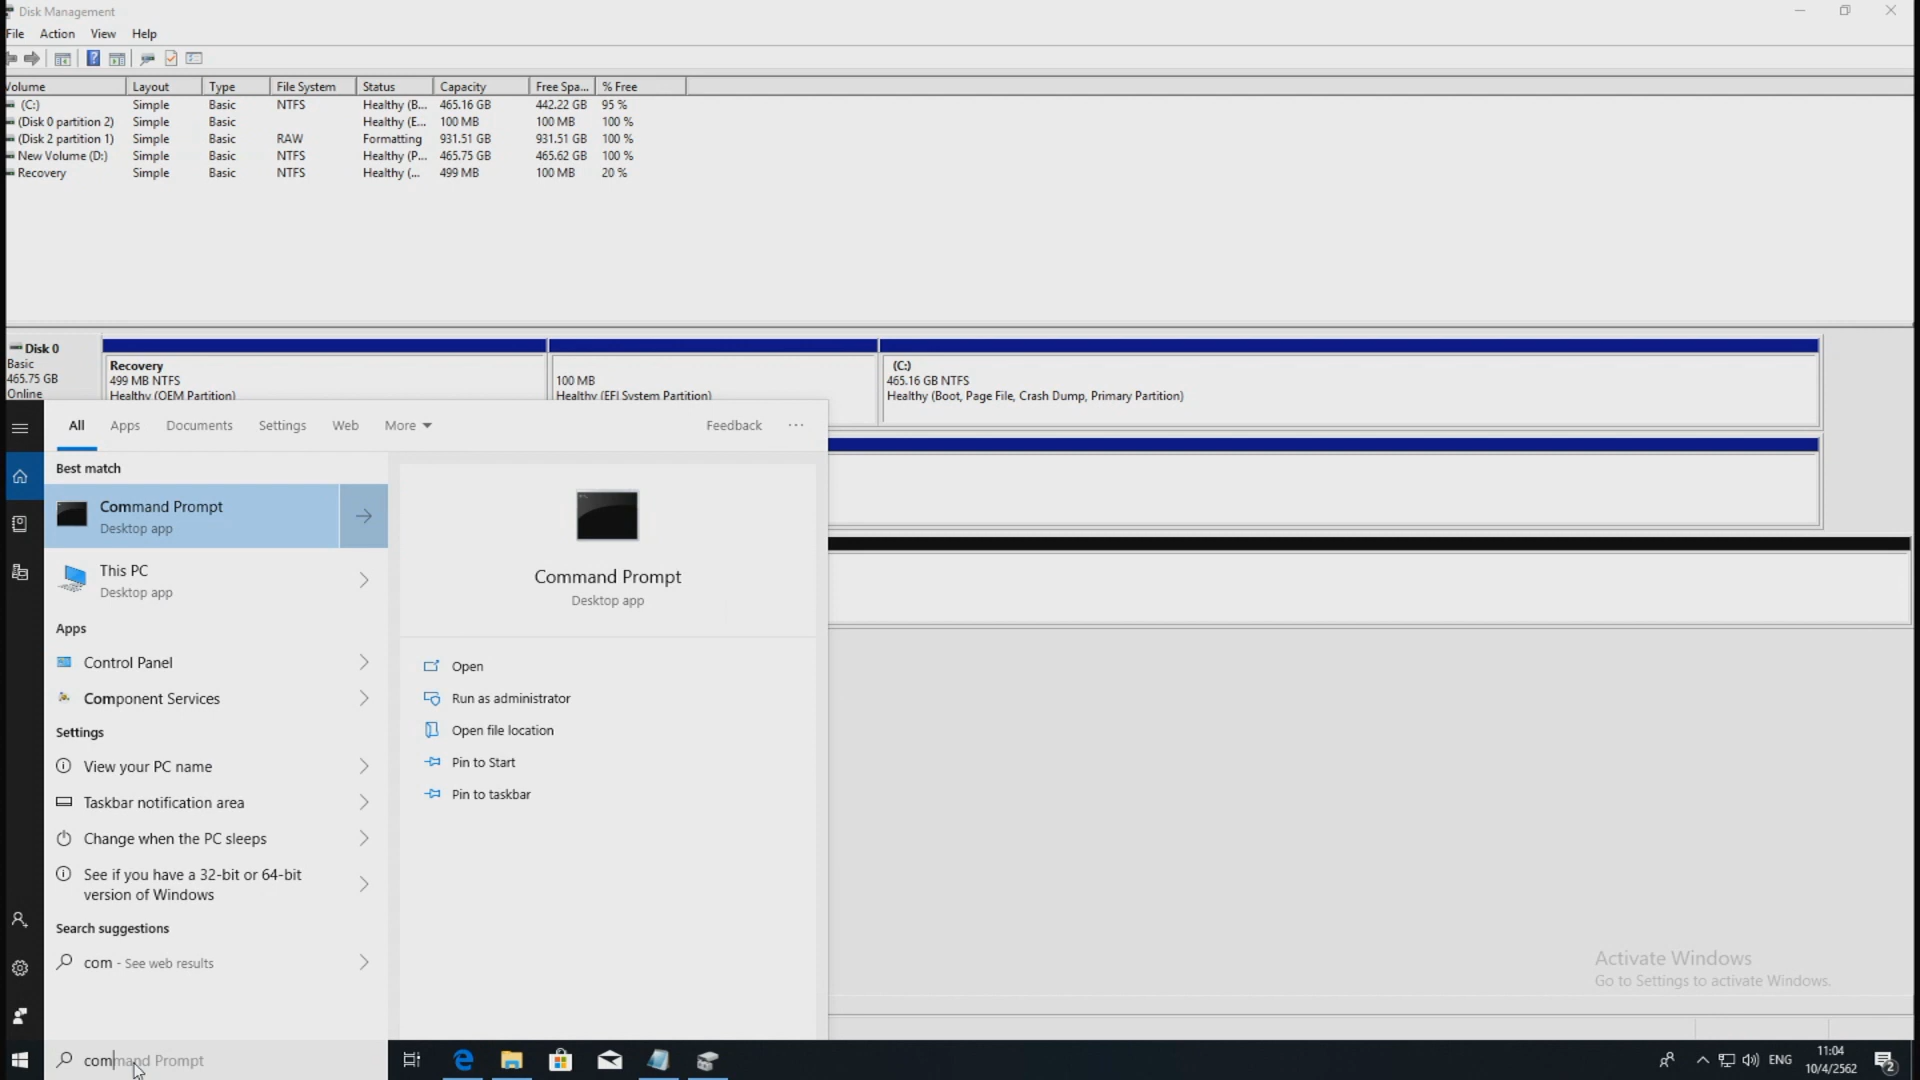 Disk Management
File Action View Help
Volume Layout Type File System Status Capacity Free Spa... % Free
(C:) Simple Basic NTFS Healthy (B... 465.16 GB 442.22 GB 95 %
(Disk 0 partition 2) Simple Basic Healthy (E... 100 MB 100 MB 100 %
(Disk 2 partition 1) Simple Basic RAW Formatting 931.51 GB 931.51 GB 100 %
New Volume (D:) Simple Basic NTFS Healthy (P... 465.75 GB 465.62 GB 100 %
Recovery Simple Basic NTFS Healthy (... 499 MB 100 MB 20 %
Disk 0
Basic
465.75 GB
Online
Recovery
499 MB NTFS
Healthy (OEM Partition)
100 MB
Healthy (EFI System Partition)
(C:)
465.16 GB NTFS
Healthy (Boot, Page File, Crash Dump, Primary Partition)
All Apps Documents Settings Web More Feedback ...
Best match
Command Prompt
Desktop app
This PC
Desktop app
Apps
Control Panel
Component Services
Settings
View your PC name
Taskbar notification area
Change when the PC sleeps
See if you have a 32-bit or 64-bit
version of Windows
Search suggestions
com - See web results
Command Prompt
Desktop app
Open
Run as administrator
Open file location
Pin to Start
Pin to taskbar
Activate Windows
Go to Settings to activate Windows.
command Prompt
ENG
11:04
10/4/2562
2